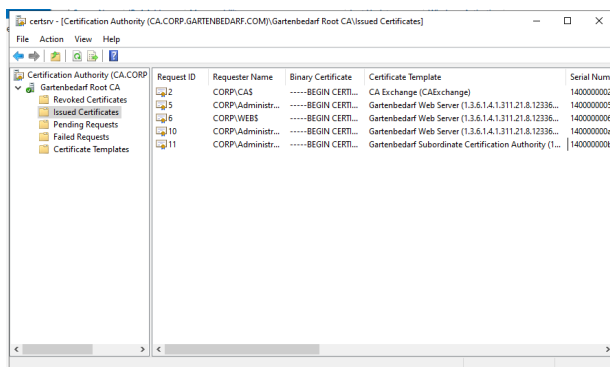 certsrv - [Certification Authority (CA.CORP.GARTENBEDARF.COM)\Gartenbedarf Root CA\Issued Certificates]
File Action View Help
Certification Authority (CA.CORP
Gartenbedarf Root CA
Revoked Certificates
Issued Certificates
Pending Requests
Failed Requests
Certificate Templates
Request ID Requester Name Binary Certificate Certificate Template Serial Num
2 CORP\CA$ -----BEGIN CERTI... CA Exchange (CAExchange) 140000002
5 CORP\Administr... -----BEGIN CERTI... Gartenbedarf Web Server (1.3.6.1.4.1.311.21.8.12336... 140000005
6 CORP\WEB$ -----BEGIN CERTI... Gartenbedarf Web Server (1.3.6.1.4.1.311.21.8.12336... 140000006
10 CORP\Administr... -----BEGIN CERTI... Gartenbedarf Web Server (1.3.6.1.4.1.311.21.8.12336... 140000000a
11 CORP\Administr... -----BEGIN CERTI... Gartenbedarf Subordinate Certification Authority (1... 140000000b